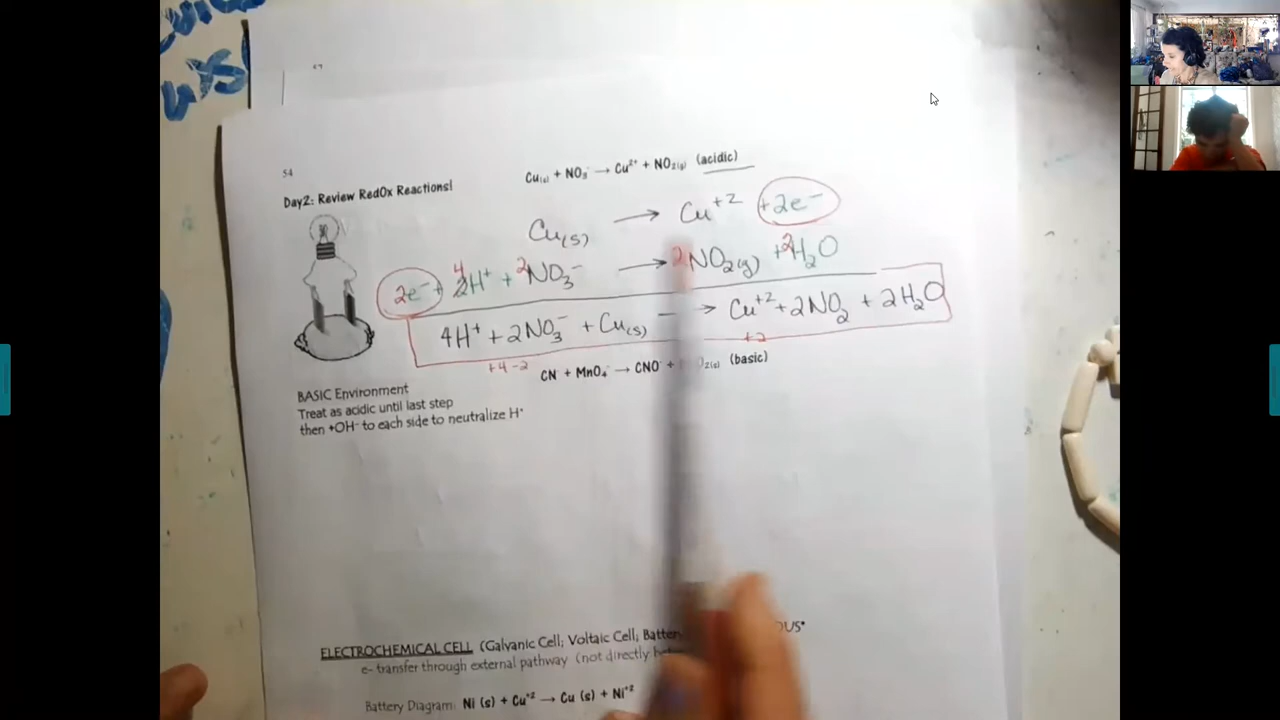 54
Day2: Review RedOx Reactions!
Cu(s) + NO₃⁻ → Cu²⁺ + NO₂(g) (acidic)
Cu(s) → Cu⁺² +2e⁻
2e⁻ + 4 2H⁺ + 2NO₃⁻ → 2NO₂(g) + 2H₂O
4H⁺ + 2NO₃⁻ + Cu(s) → Cu⁺² + 2NO₂ + 2H₂O
+4 -2 +2
CN⁻ + MnO₄⁻ → CNO⁻ + (basic)
BASIC Environment
Treat as acidic until last step
then +OH⁻ to each side to neutralize H⁺
ELECTROCHEMICAL CELL (Galvanic Cell; Voltaic Cell;
e- transfer through external pathway (not directly
Battery Diagram: Ni (s) + Cu⁺² → Cu (s) + Ni⁺²